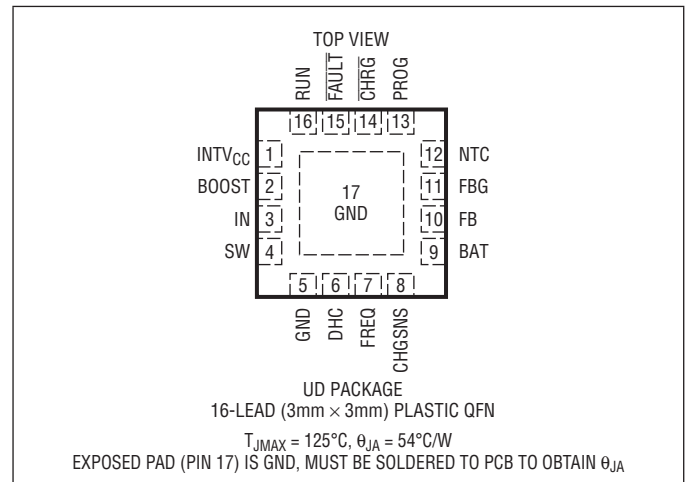 TOP VIEW
RUN
FAULT
CHRG
PROG
16 15 14 13
INTVCC 1
BOOST 2
IN 3
SW 4
17
GND
12 NTC
11 FBG
10 FB
9 BAT
5 6 7 8
GND
DHC
FREQ
CHGSNS
UD PACKAGE
16-LEAD (3mm × 3mm) PLASTIC QFN
TJMAX = 125°C, θJA = 54°C/W
EXPOSED PAD (PIN 17) IS GND, MUST BE SOLDERED TO PCB TO OBTAIN θJA